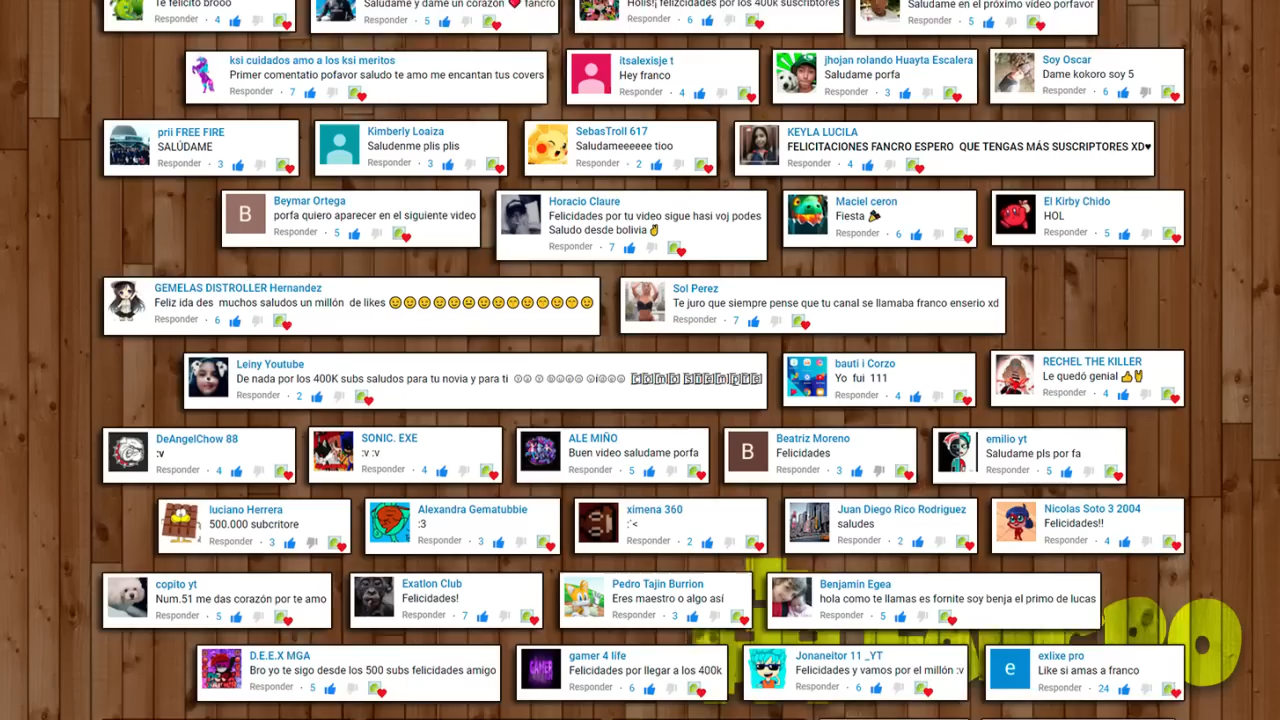 Te felicito brooo
Responder · 4
Saludame y dame un corazón ❤ fancro
Responder · 5
Holis!¡ felizcidades por los 400k suscriptores
Responder · 6
Saludame en el próximo vídeo porfavor
Responder · 5
ksi cuidados amo a los ksi meritos
Primer comentatio pofavor saludo te amo me encantan tus covers
Responder · 7
itsalexisje t
Hey franco
Responder · 4
jhojan rolando Huayta Escalera
Saludame porfa
Responder · 3
Soy Oscar
Dame kokoro soy 5
Responder · 6
prii FREE FIRE
SALÚDAME
Responder · 3
Kimberly Loaiza
Saludenme plis plis
Responder · 3
SebasTroll 617
Saludameeeeee tioo
Responder · 2
KEYLA LUCILA
FELICITACIONES FANCRO ESPERO QUE TENGAS MÁS SUSCRIPTORES XD♥
Responder · 4
B
Beymar Ortega
porfa quiero aparecer en el siguiente video
Responder · 5
Horacio Claure
Felicidades por tu video sigue hasi voj podes
Saludo desde bolivia ✌
Responder · 7
Maciel ceron
Fiesta 🎉
Responder · 6
El Kirby Chido
HOL
Responder · 5
GEMELAS DISTROLLER Hernandez
Feliz ida des muchos saludos un millón de likes
Responder · 6
Sol Perez
Te juro que siempre pense que tu canal se llamaba franco enserio xd
Responder · 7
Leiny Youtube
De nada por los 400K subs saludos para tu novia y para ti
Responder · 2
bauti i Corzo
Yo fui 111
Responder · 4
RECHEL THE KILLER
Le quedó genial 👍🤘
Responder · 4
DeAngelChow 88
:v
Responder · 4
SONIC. EXE
:v :v
Responder · 4
ALE MIÑO
Buen video saludame porfa
Responder · 5
B
Beatriz Moreno
Felicidades
Responder · 3
emilio yt
Saludame pls por fa
Responder · 5
luciano Herrera
500.000 subcritore
Responder · 3
Alexandra Gematubbie
:3
Responder · 3
ximena 360
:´<
Responder · 2
Juan Diego Rico Rodriguez
saludes
Responder · 2
Nicolas Soto 3 2004
Felicidades!!
Responder · 4
copito yt
Num.51 me das corazón por te amo
Responder · 5
Exatlon Club
Felicidades!
Responder · 7
Pedro Tajin Burrion
Eres maestro o algo así
Responder · 3
Benjamin Egea
hola como te llamas es fornite soy benja el primo de lucas
Responder · 5
D.E.E.X MGA
Bro yo te sigo desde los 500 subs felicidades amigo
Responder · 5
GAMER
gamer 4 life
Felicidades por llegar a los 400k
Responder · 6
Jonaneitor 11 _YT
Felicidades y vamos por el millón :v
Responder · 6
e
exlixe pro
Like si amas a franco
Responder · 24